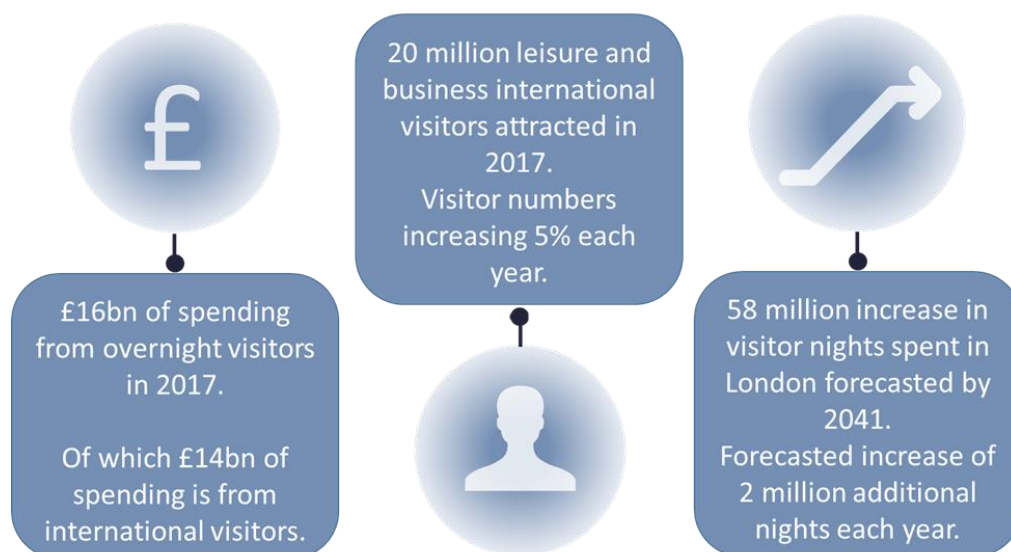 £
£16bn of spending
from overnight visitors
in 2017.
Of which £14bn of
spending is from
international visitors.
20 million leisure and
business international
visitors attracted in
2017.
Visitor numbers
increasing 5% each
year.
58 million increase in
visitor nights spent in
London forecasted by
2041.
Forecasted increase of
2 million additional
nights each year.